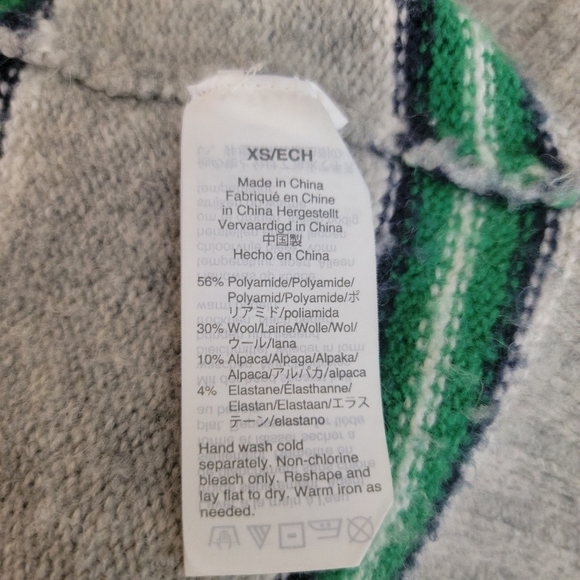 XS/ECH
Made in China
Fabriqué en Chine
in China Hergestellt
Vervaardigd in China
中国製
Hecho en China
56% Polyamide/Polyamide/
Polyamid/Polyamide/ポ
リアミド/poliamida
30% Wool/Laine/Wolle/Wol/
ウール/lana
10% Alpaca/Alpaga/Alpaka/
Alpaca/アルパカ/alpaca
4% Elastane/Élasthanne/
Elastan/Elastaan/エラス
テーン/elastano
Hand wash cold
separately. Non-chlorine
bleach only. Reshape and
lay flat to dry. Warm iron as
needed.